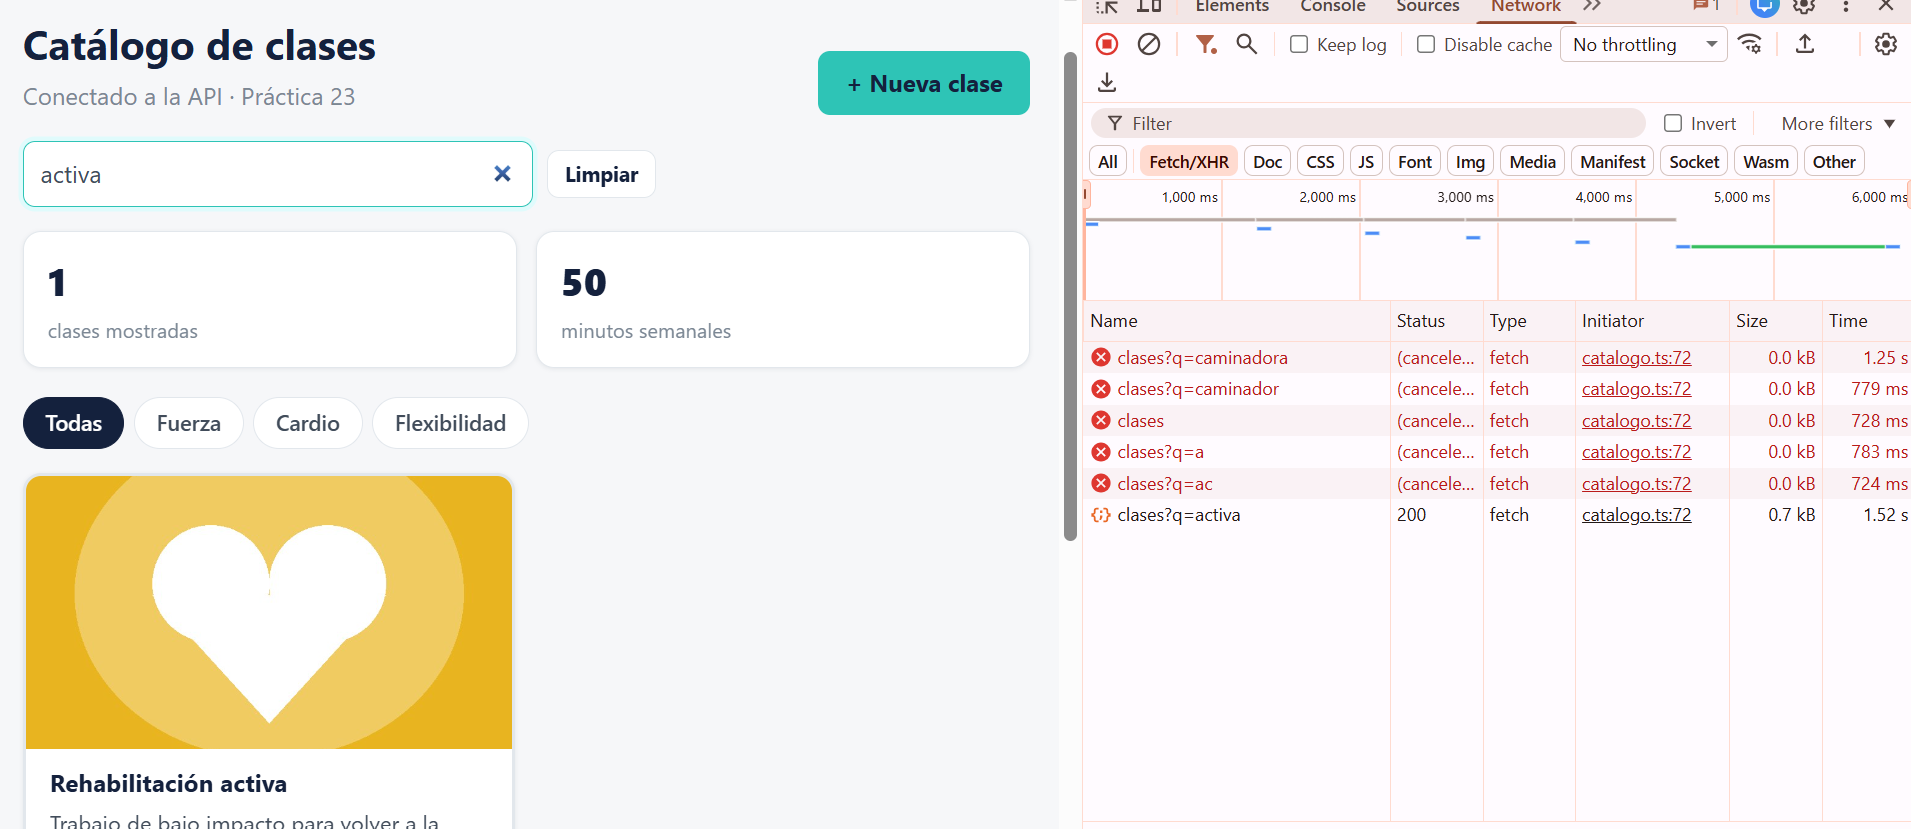 Catálogo de clases
Conectado a la API · Práctica 23
+ Nueva clase
activa
Limpiar
1
clases mostradas
50
minutos semanales
Todas
Fuerza
Cardio
Flexibilidad
Rehabilitación activa
Trabajo de bajo impacto para volver a la
Elements Console Sources Network 1
Keep log Disable cache No throttling
Filter Invert More filters
All Fetch/XHR Doc CSS JS Font Img Media Manifest Socket Wasm Other
1,000 ms 2,000 ms 3,000 ms 4,000 ms 5,000 ms 6,000 ms
Name Status Type Initiator Size Time
clases?q=caminadora (cancele... fetch catalogo.ts:72 0.0 kB 1.25 s
clases?q=caminador (cancele... fetch catalogo.ts:72 0.0 kB 779 ms
clases (cancele... fetch catalogo.ts:72 0.0 kB 728 ms
clases?q=a (cancele... fetch catalogo.ts:72 0.0 kB 783 ms
clases?q=ac (cancele... fetch catalogo.ts:72 0.0 kB 724 ms
clases?q=activa 200 fetch catalogo.ts:72 0.7 kB 1.52 s